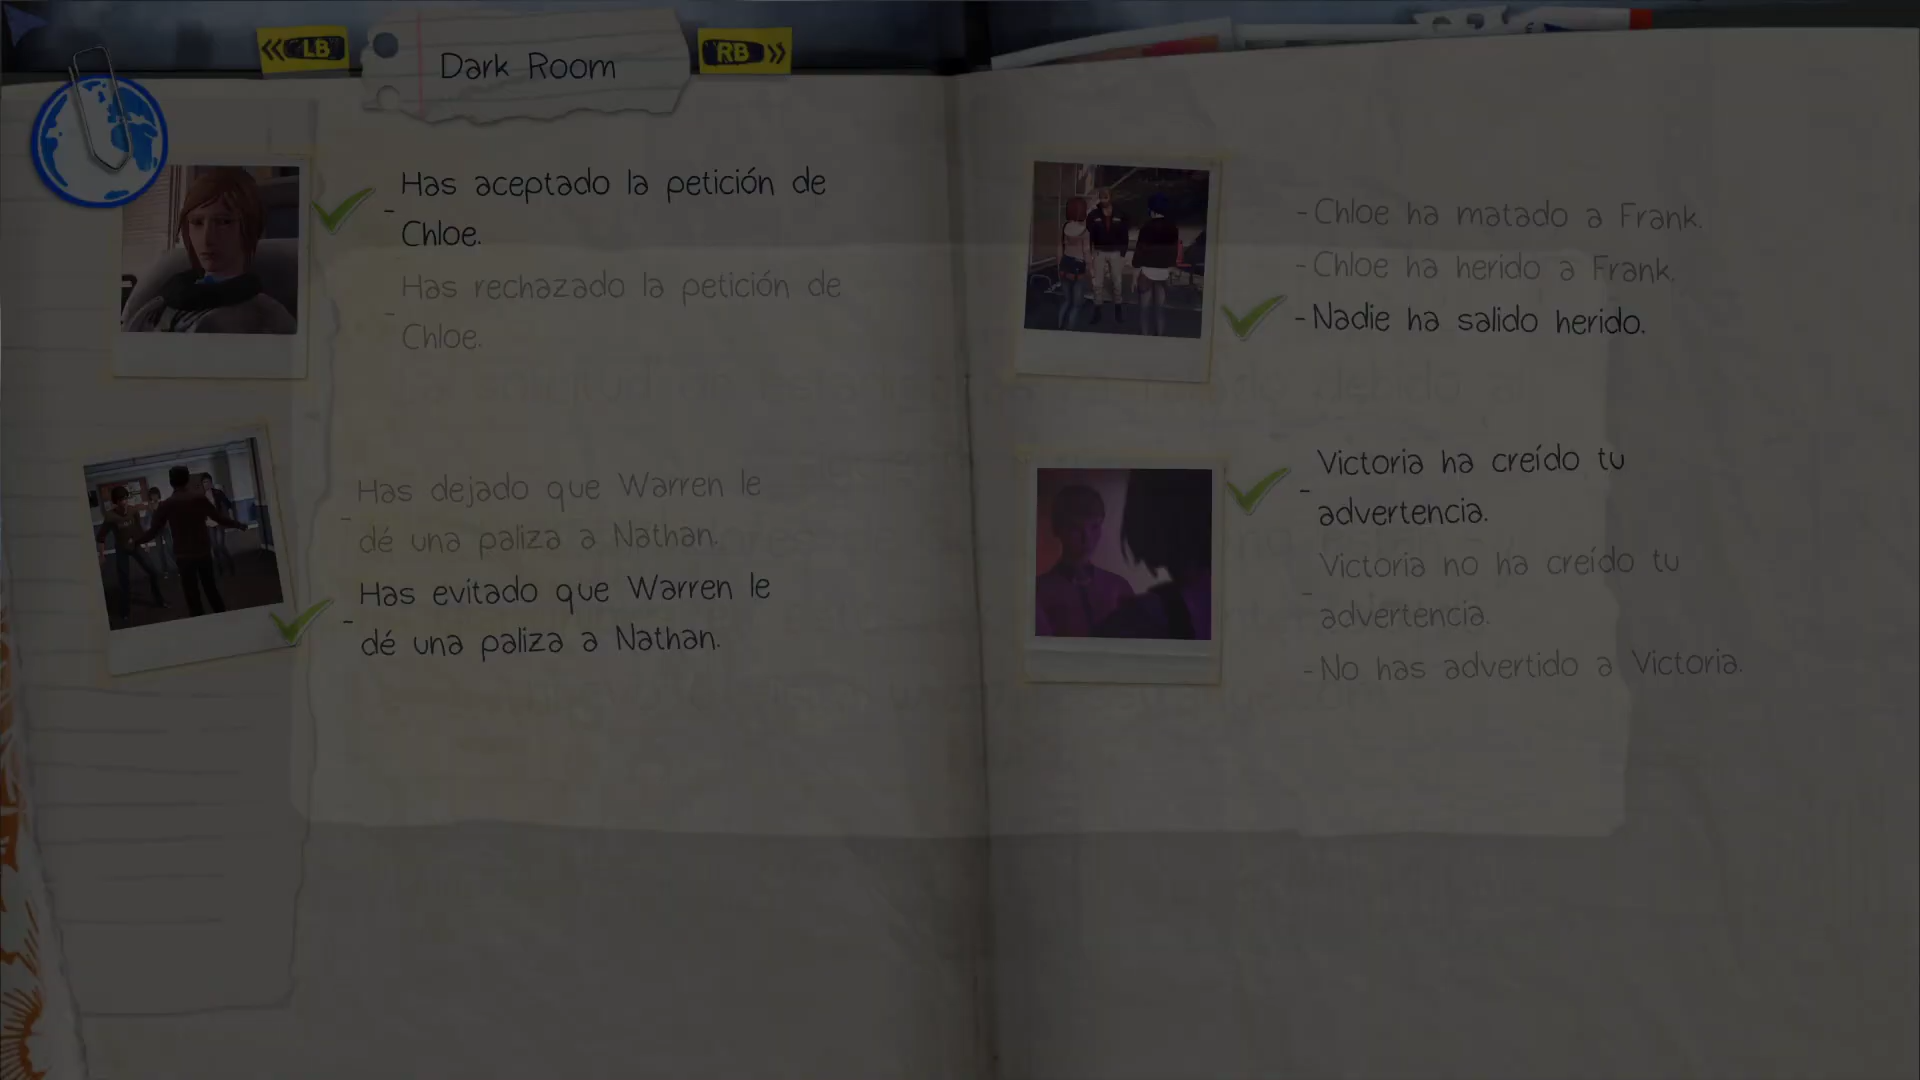 LB
Dark Room
RB
Has aceptado la petición de
Chloe.
Has rechazado la petición de
Chloe.
Has dejado que Warren le
dé una paliza a Nathan.
Has evitado que Warren le
dé una paliza a Nathan.
-Chloe ha matado a Frank.
-Chloe ha herido a Frank.
-Nadie ha salido herido.
Victoria ha creído tu
advertencia.
Victoria no ha creído tu
advertencia.
-No has advertido a Victoria.